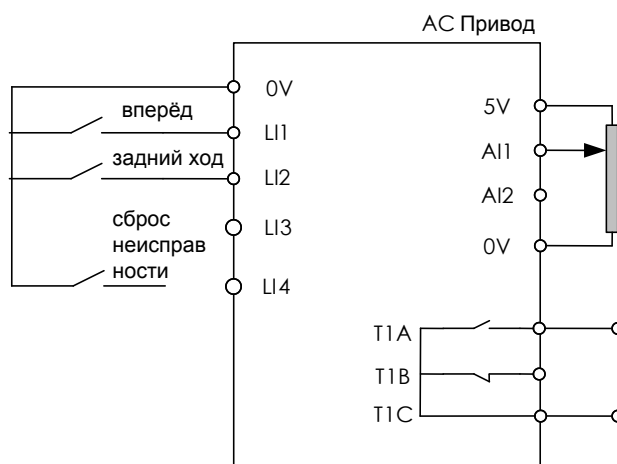 AC Привод
0V
вперёд
LI1
задний ход
LI2
сброс
неисправ
ности
LI3
LI4
5V
AI1
AI2
0V
T1A
T1B
T1C